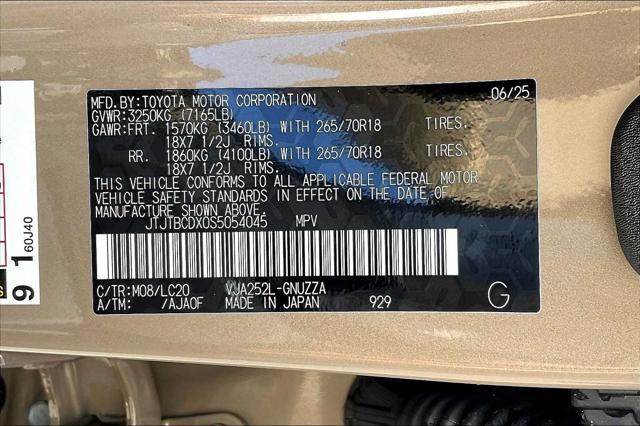 MFD.BY:TOYOTA MOTOR CORPORATION 06/25
GVWR:3250KG (7165LB)
GAWR:FRT. 1570KG (3460LB) WITH 265/70R18 TIRES.
18X7 1/2J RIMS.
RR. 1860KG (4100LB) WITH 265/70R18 TIRES.
18X7 1/2J RIMS.
THIS VEHICLE CONFORMS TO ALL APPLICABLE FEDERAL MOTOR
VEHICLE SAFETY STANDARDS IN EFFECT ON THE DATE OF
MANUFACTURE SHOWN ABOVE.
JTJTBCDX0S5054045 MPV
C/TR:M08/LC20 VJA252L-GNUZZA
A/TM: /AJA0F MADE IN JAPAN 929
G
91
60J40